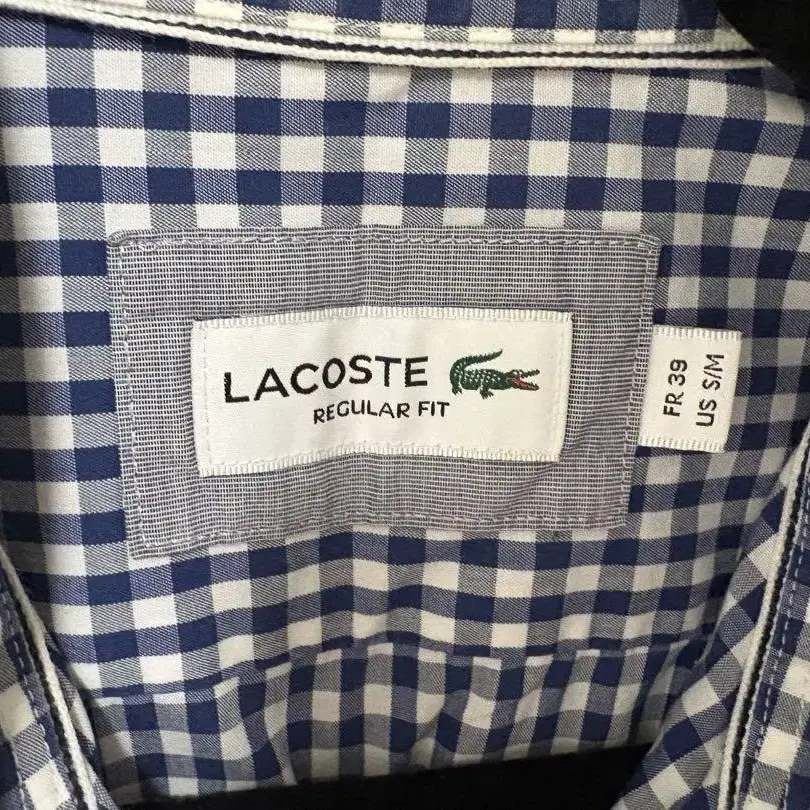 LACOSTE
REGULAR FIT
FR 39
US S/M